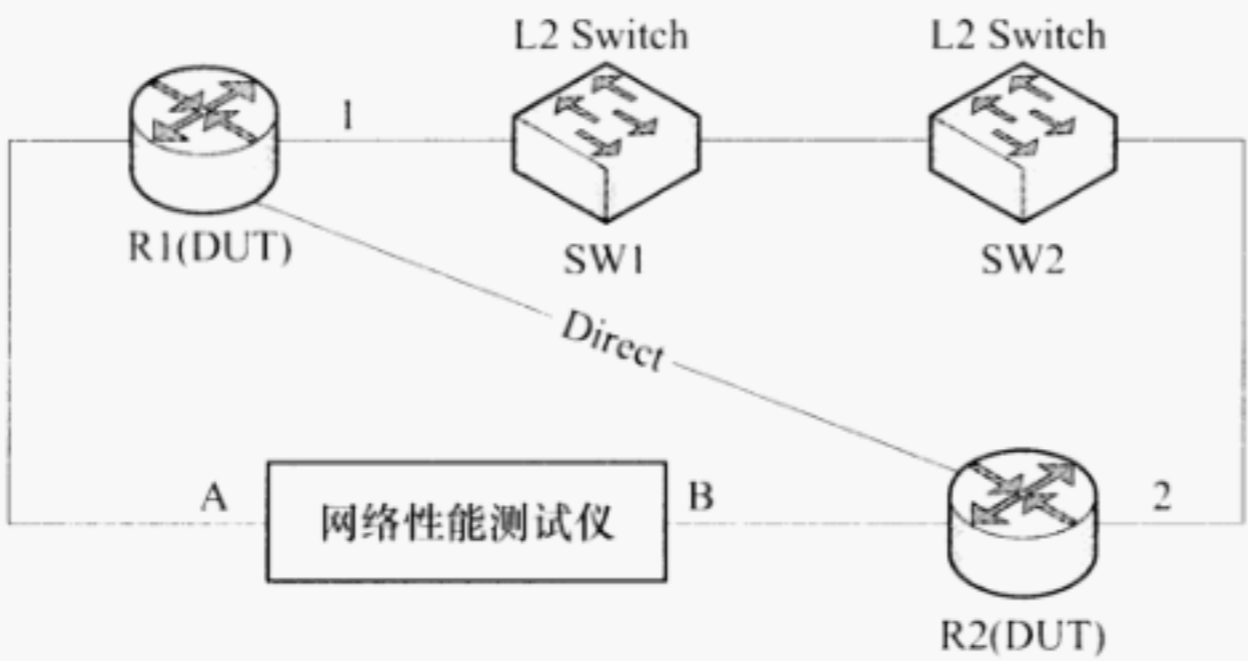 L2 Switch
L2 Switch
1
R1(DUT)
SW1
SW2
Direct
A
网络性能测试仪
B
2
R2(DUT)